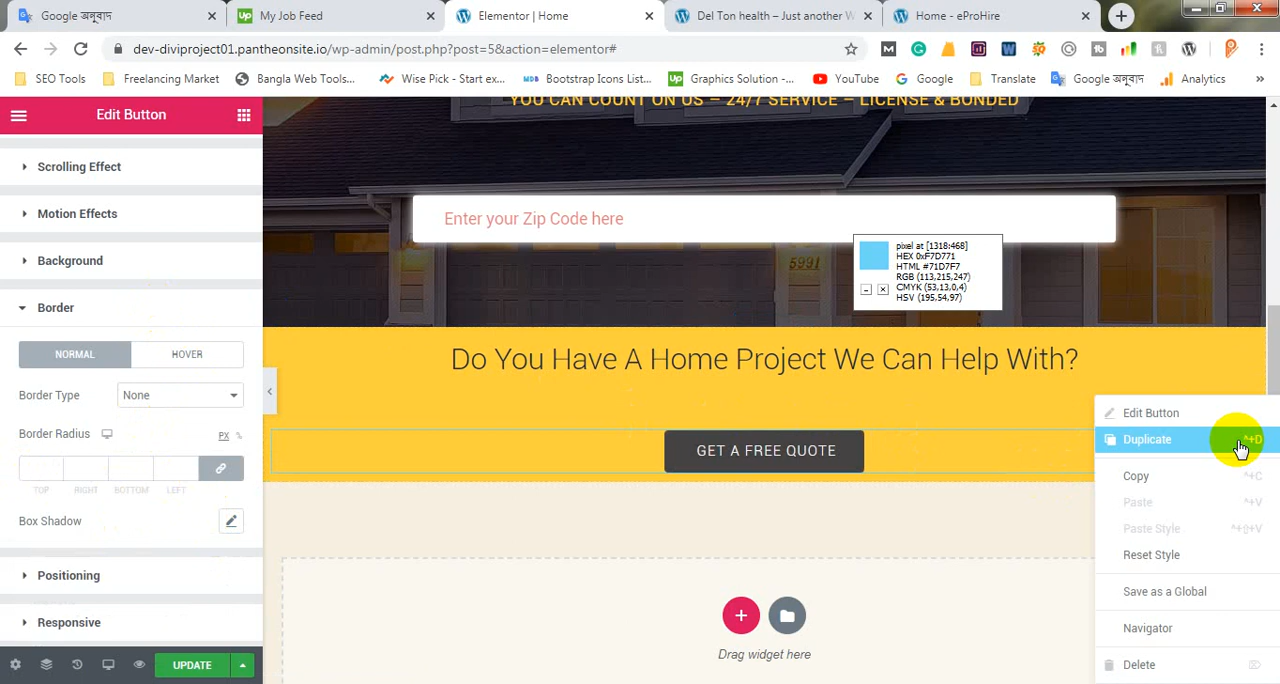 Google অনুবাদ
My Job Feed
Elementor | Home
Del Ton health – Just another W
Home - eProHire
dev-diviproject01.pantheonsite.io/wp-admin/post.php?post=5&action=elementor#
SEO Tools
Freelancing Market
Bangla Web Tools...
Wise Pick - Start ex...
Bootstrap Icons List...
Graphics Solution -...
YouTube
Google
Translate
Google অনুবাদ
Analytics
»
Edit Button
Scrolling Effect
Motion Effects
Background
Border
NORMAL
HOVER
Border Type
None
Border Radius
PX
%
TOP
RIGHT
BOTTOM
LEFT
Box Shadow
Positioning
Responsive
UPDATE
YOU CAN COUNT ON US – 24/7 SERVICE – LICENSE & BONDED
Enter your Zip Code here
5991
pixel at [1318:468]
HEX 0xF7D771
HTML #71D7F7
RGB (113,215,247)
CMYK (53,13,0,4)
HSV (195,54,97)
Do You Have A Home Project We Can Help With?
GET A FREE QUOTE
Drag widget here
Edit Button
Duplicate ^+D
Copy ^+C
Paste ^+V
Paste Style ^+⇧+V
Reset Style
Save as a Global
Navigator
Delete